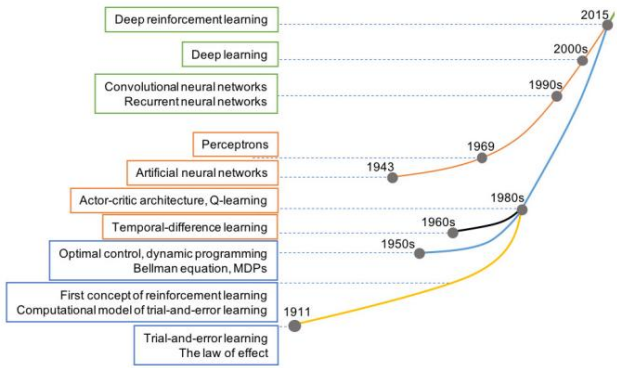 2015
Deep reinforcement learning
2000s
Deep learning
1990s
Convolutional neural networks
Recurrent neural networks
Perceptrons
1969
1943
Artificial neural networks
Actor-critic architecture, Q-learning
1980s
Temporal-difference learning
1960s
1950s
Optimal control, dynamic programming
Bellman equation, MDPs
First concept of reinforcement learning
Computational model of trial-and-error learning
1911
Trial-and-error learning
The law of effect